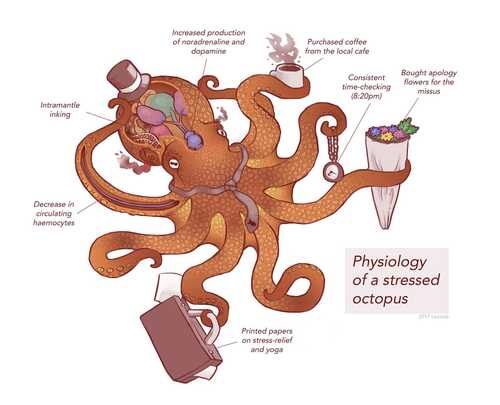 Increased production
of noradrenaline and
dopamine
Purchased coffee
from the local cafe
Consistent
time-checking
(8:20pm)
Bought apology
flowers for the
missus
Intramantle
inking
Decrease in
circulating
haemocytes
Physiology
of a stressed
octopus
Printed papers
on stress-relief
and yoga